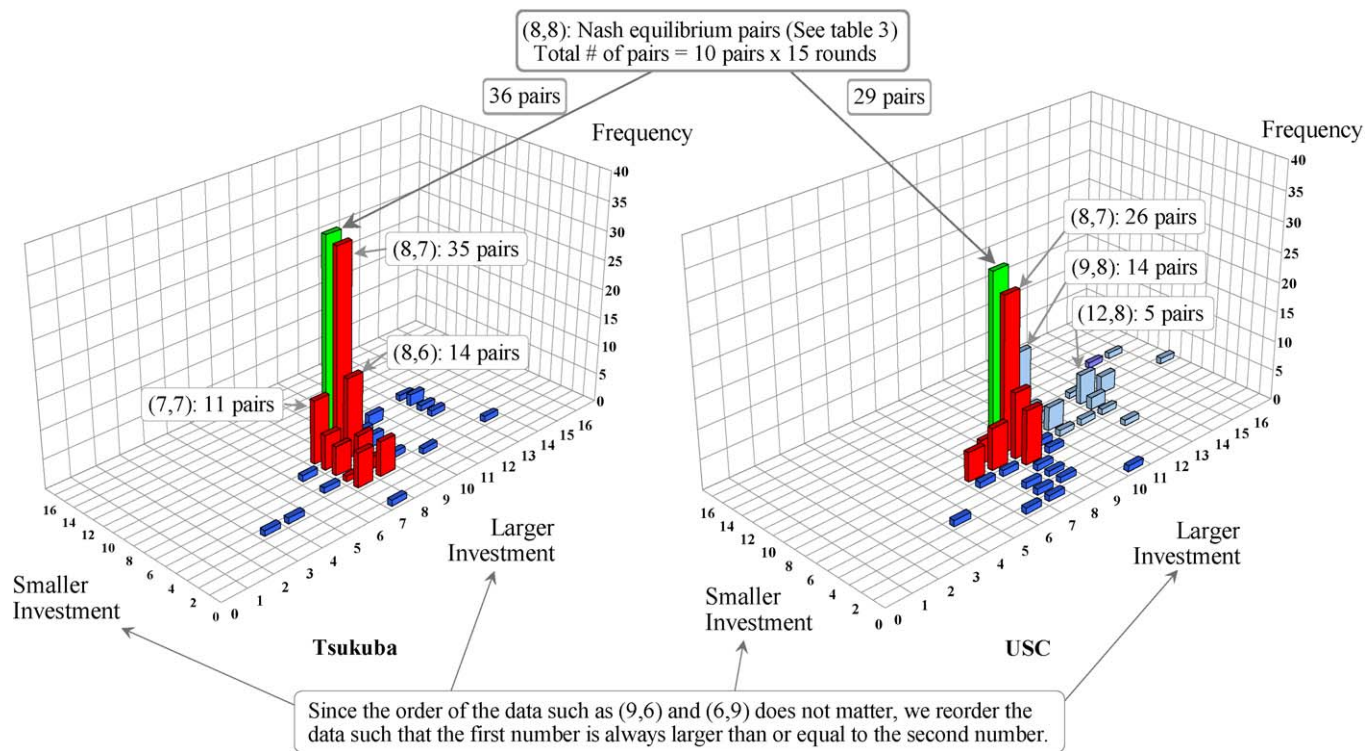 (8,8): Nash equilibrium pairs (See table 3)
Total # of pairs = 10 pairs x 15 rounds
36 pairs
29 pairs
Frequency
40
35
30
25
20
15
10
5
0
(8,7): 35 pairs
(8,6): 14 pairs
(7,7): 11 pairs
16
14
12
10
8
6
4
2
0
0
1
2
3
4
5
6
7
8
9
10
11
12
13
14
15
16
Smaller
Investment
Larger
Investment
Tsukuba
Frequency
40
35
30
25
20
15
10
5
0
(8,7): 26 pairs
(9,8): 14 pairs
(12,8): 5 pairs
16
14
12
10
8
6
4
2
0
0
1
2
3
4
5
6
7
8
9
10
11
12
13
14
15
16
Smaller
Investment
Larger
Investment
USC
Since the order of the data such as (9,6) and (6,9) does not matter, we reorder the
data such that the first number is always larger than or equal to the second number.